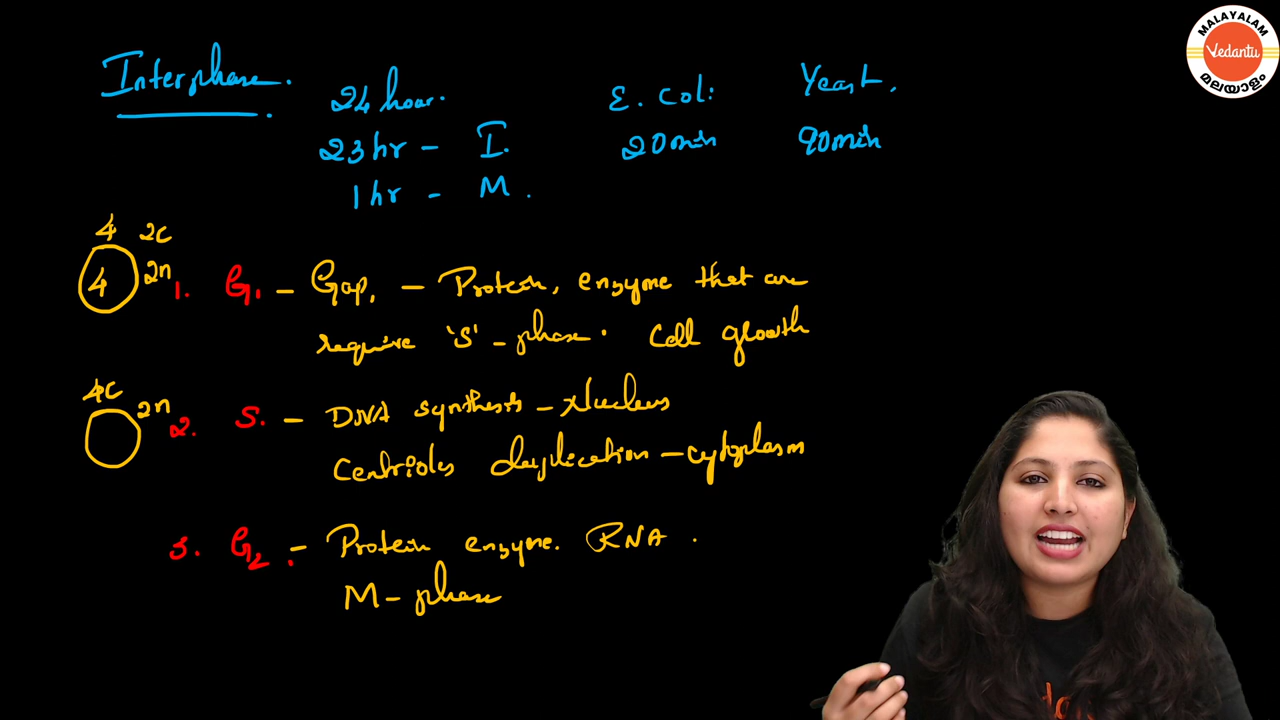 MALAYALAM
Vedantu
മലയാളം
Interphase.
24 hour. E. coli Yeast.
23 hr - I. 20 min 90 min
1 hr - M.
4 2c
4 2n
1. G1 - Gap1 - Protein, enzyme that are
require 'S' - phase. Cell growth
4c
2n
2. S. - DNA synthesis - Nucleus
Centrioles duplication - cytoplasm
3. G2 :- Protein enzyme. RNA.
M - phase